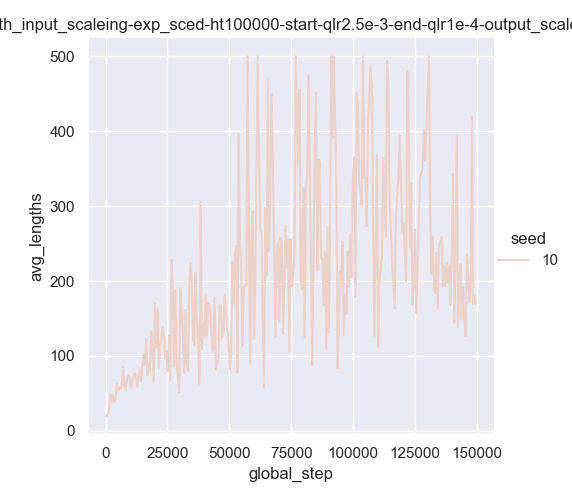 th_input_scaleing-exp_sced-ht100000-start-qlr2.5e-3-end-qlr1e-4-output_scale
500
400
300
200
100
0
avg_lengths
0 25000 50000 75000 100000 125000 150000
global_step
seed
10